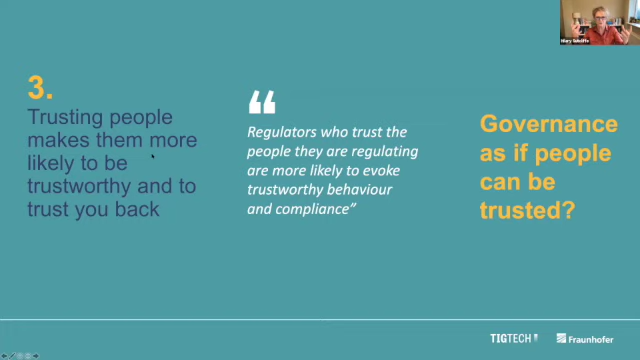 Hilary Sutcliffe
3.
Trusting people
makes them more
likely to be
trustworthy and to
trust you back
“
Regulators who trust the
people they are regulating
are more likely to evoke
trustworthy behaviour
and compliance”
Governance
as if people
can be
trusted?
TIGTECH
Fraunhofer